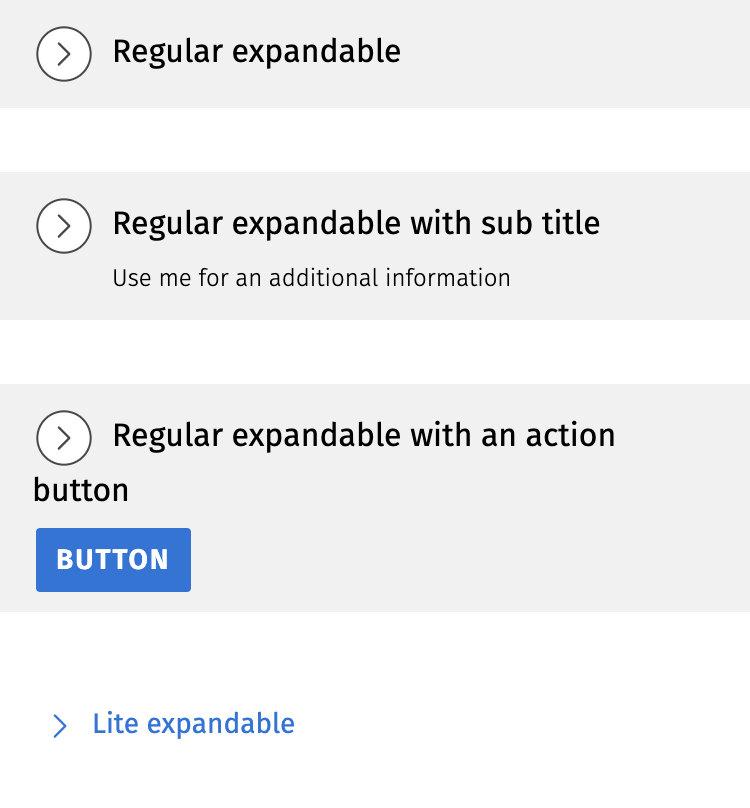 Regular expandable
Regular expandable with sub title
Use me for an additional information
Regular expandable with an action
button
BUTTON
Lite expandable